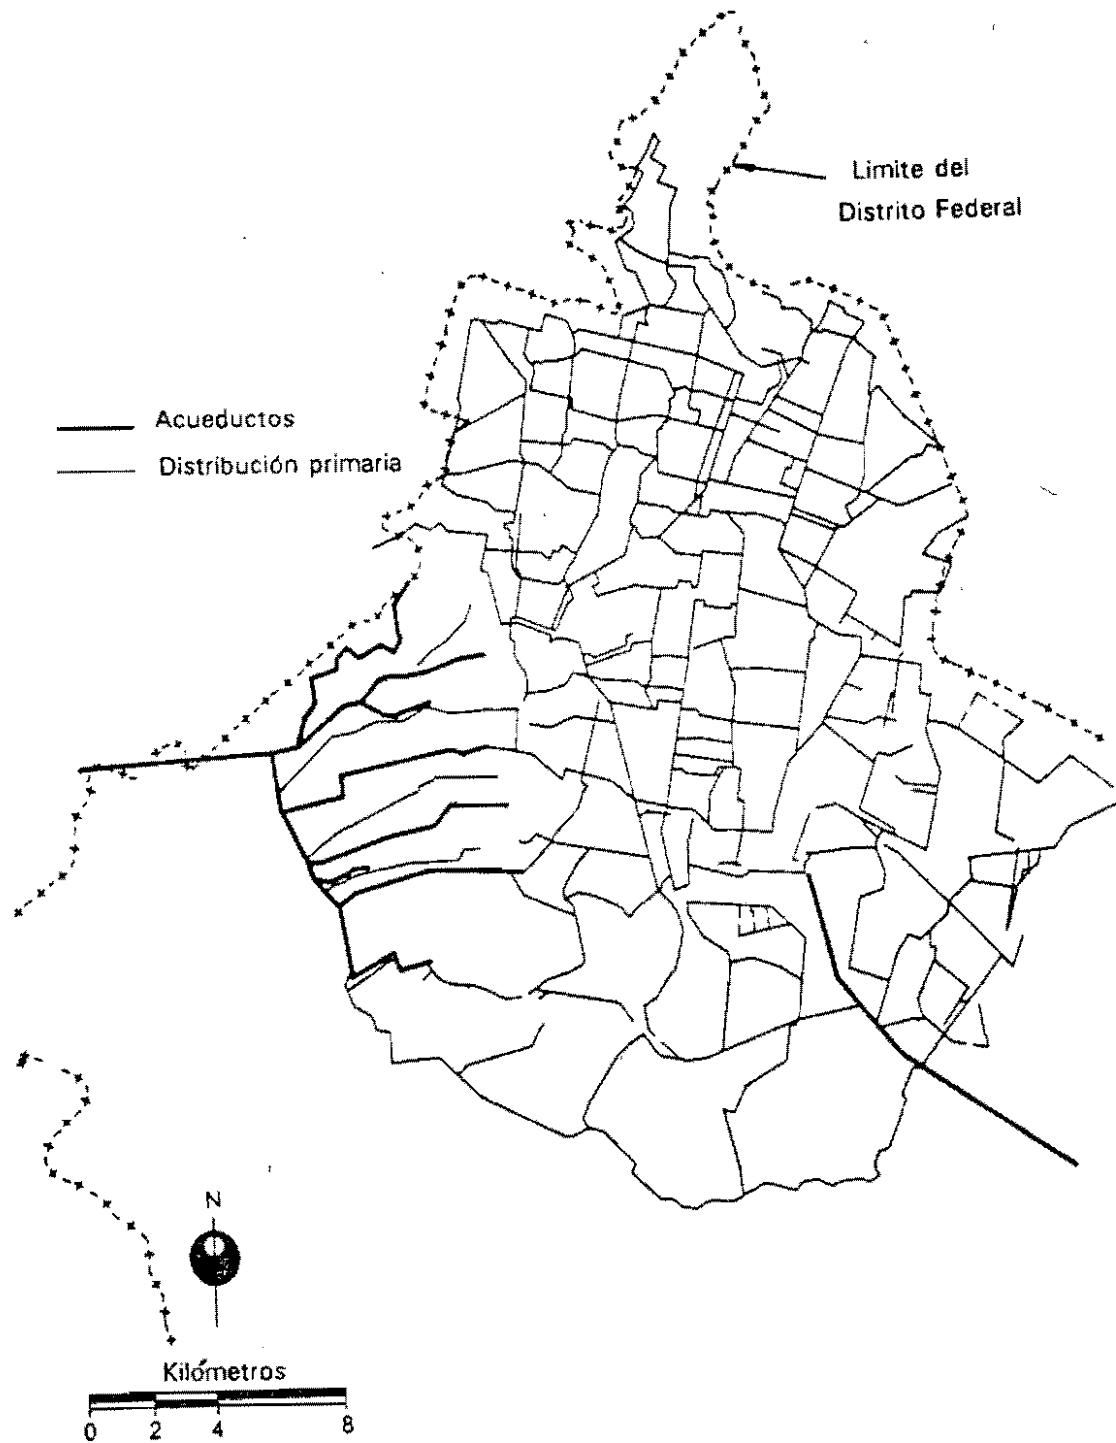 Limite del
Distrito Federal
Acueductos
Distribución primaria
N
Kilómetros
0 2 4 8